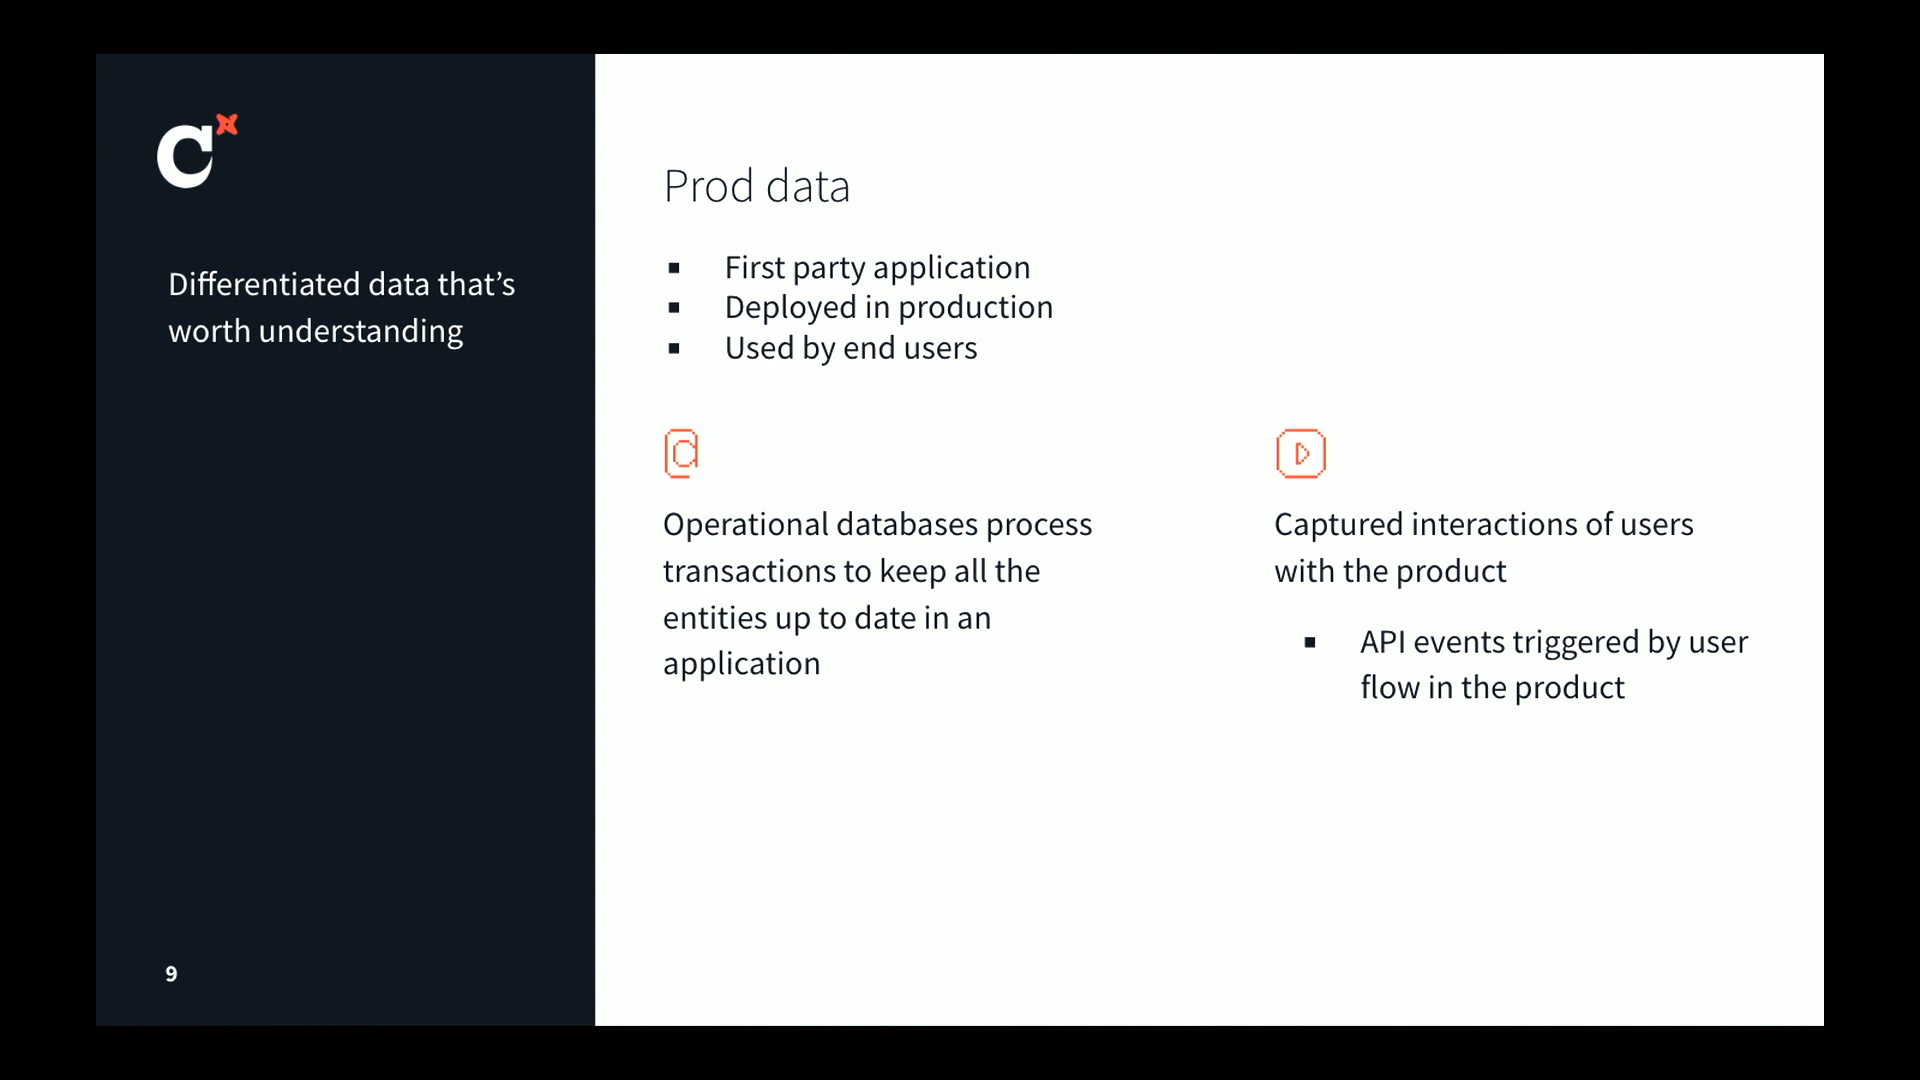 Differentiated data that’s
worth understanding
9
Prod data
▪ First party application
▪ Deployed in production
▪ Used by end users
Operational databases process
transactions to keep all the
entities up to date in an
application
Captured interactions of users
with the product
▪ API events triggered by user
flow in the product